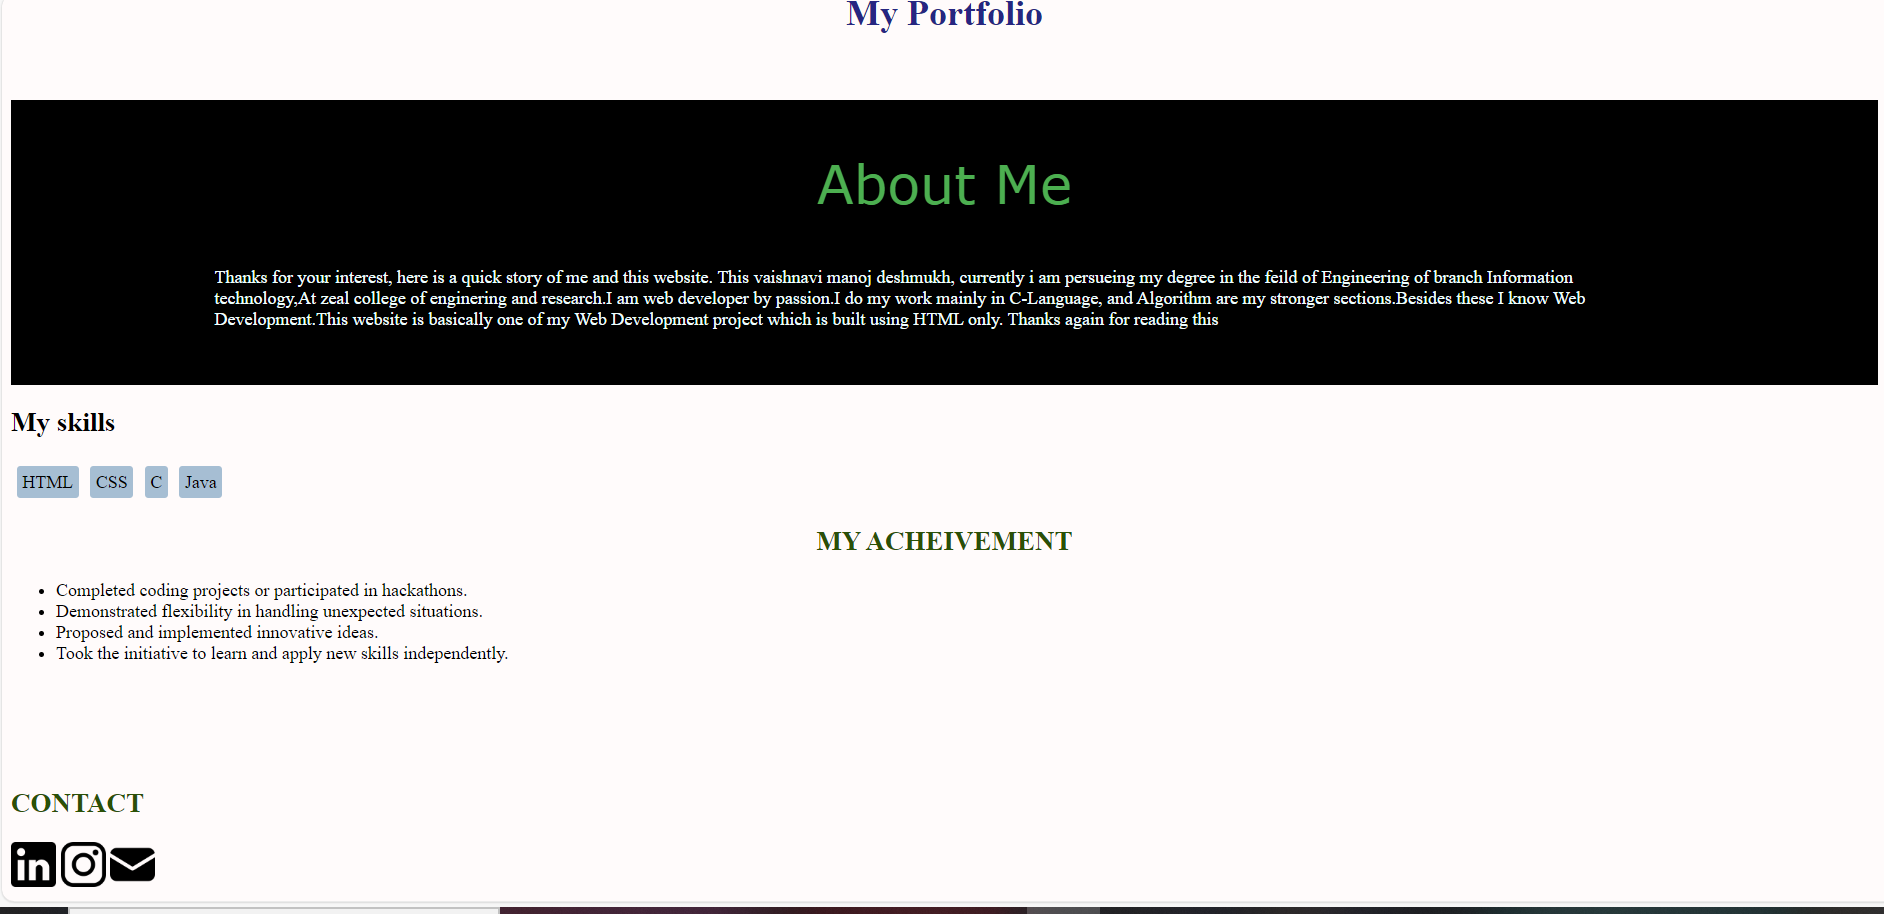 My Portfolio
About Me
Thanks for your interest, here is a quick story of me and this website. This vaishnavi manoj deshmukh, currently i am persueing my degree in the feild of Engineering of branch Information
technology,At zeal college of enginering and research.I am web developer by passion.I do my work mainly in C-Language, and Algorithm are my stronger sections.Besides these I know Web
Development.This website is basically one of my Web Development project which is built using HTML only. Thanks again for reading this
My skills
HTML CSS C Java
MY ACHEIVEMENT
• Completed coding projects or participated in hackathons.
• Demonstrated flexibility in handling unexpected situations.
• Proposed and implemented innovative ideas.
• Took the initiative to learn and apply new skills independently.
CONTACT
in